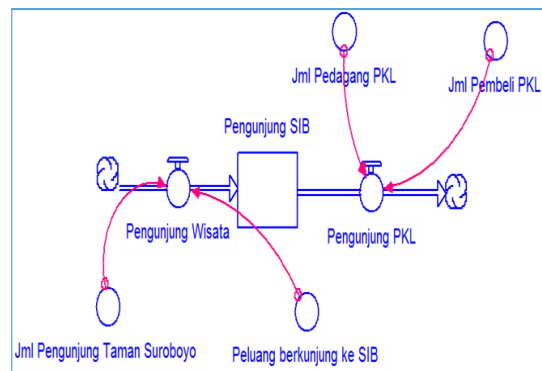 Jml Pedagang PKL
Jml Pembeli PKL
Pengunjung SIB
Pengunjung Wisata
Pengunjung PKL
Jml Pengunjung Taman Suroboyo
Peluang berkunjung ke SIB